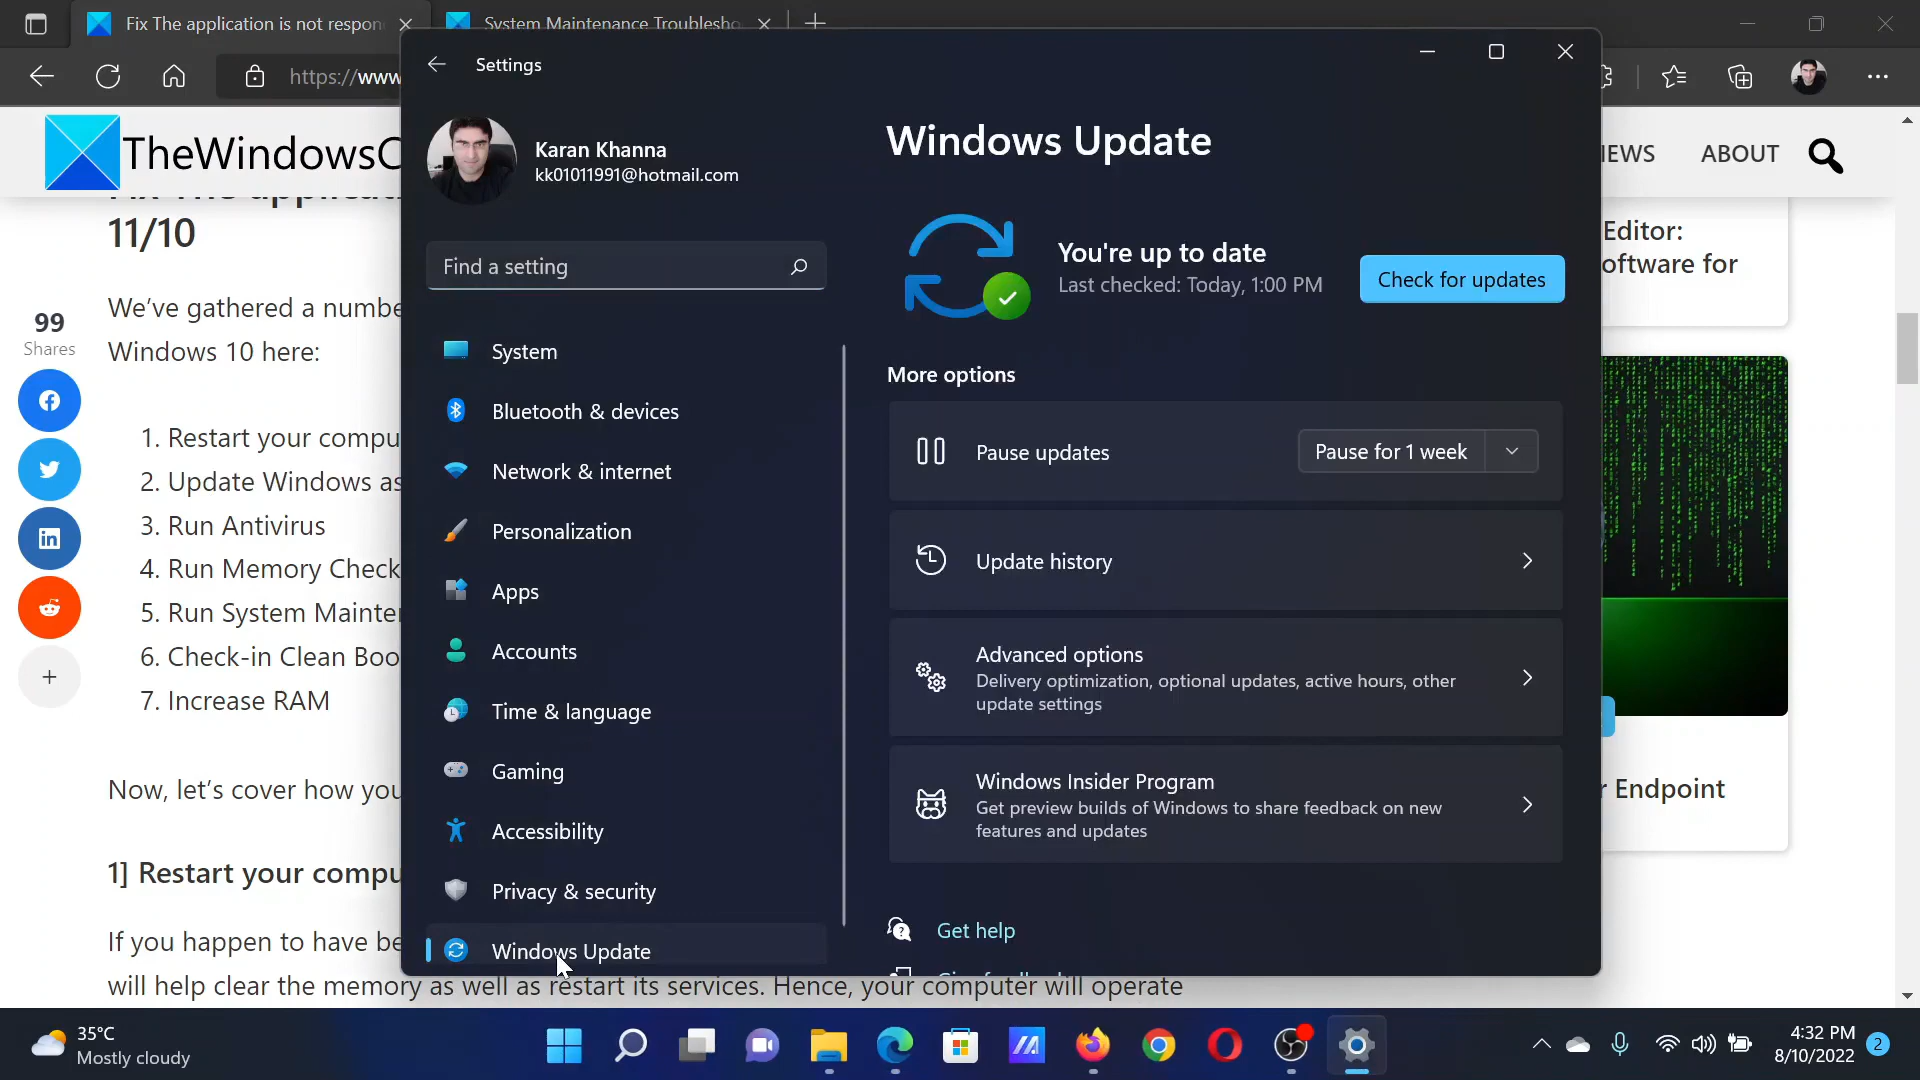 Fix The application is not respon
System Maintenance Troublesho
https://www
TheWindowsC
IEWS
ABOUT
11/10
We've gathered a numbe
Windows 10 here:
99
Shares
1. Restart your compu
2. Update Windows as
3. Run Antivirus
4. Run Memory Check
5. Run System Mainter
6. Check-in Clean Boo
7. Increase RAM
Now, let's cover how you
1] Restart your compu
If you happen to have be
will help clear the memory as well as restart its services. Hence, your computer will operate
Settings
Karan Khanna
kk01011991@hotmail.com
Find a setting
System
Bluetooth & devices
Network & internet
Personalization
Apps
Accounts
Time & language
Gaming
Accessibility
Privacy & security
Windows Update
Windows Update
You're up to date
Last checked: Today, 1:00 PM
Check for updates
More options
Pause updates
Pause for 1 week
Update history
Advanced options
Delivery optimization, optional updates, active hours, other
update settings
Windows Insider Program
Get preview builds of Windows to share feedback on new
features and updates
Get help
Editor:
oftware for
r Endpoint
35°C
Mostly cloudy
4:32 PM
8/10/2022
2